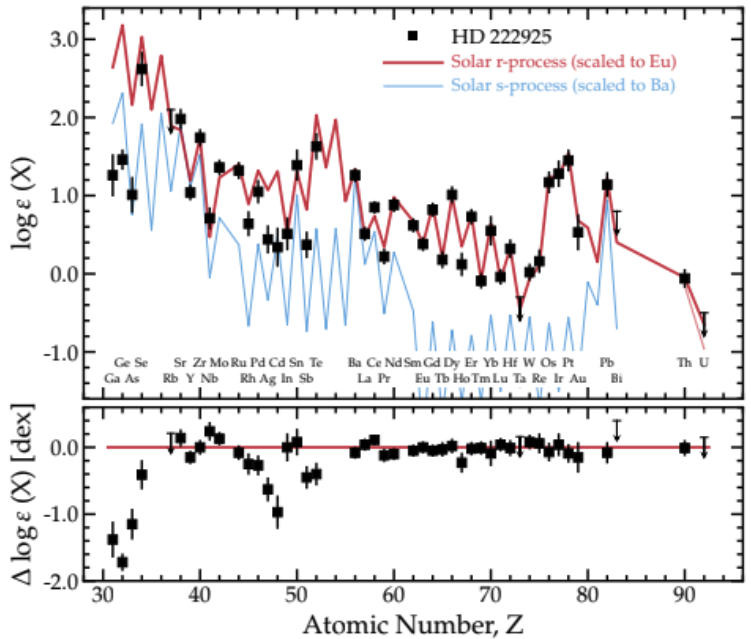 3.0
2.0
1.0
0.0
-1.0
log ε (X)
HD 222925
Solar r-process (scaled to Eu)
Solar s-process (scaled to Ba)
Ge Se Sr Zr Mo Ru Pd Cd Sn Te Ba Ce Nd Sm Gd Dy Er Yb Hf W Os Pt Pb Th U
Ga As Rb Y Nb Rh Ag In Sb La Pr Eu Tb Ho Tm Lu Ta Re Ir Au Bi
0.0
-1.0
-2.0
Δ log ε (X) [dex]
30 40 50 60 70 80 90
Atomic Number, Z